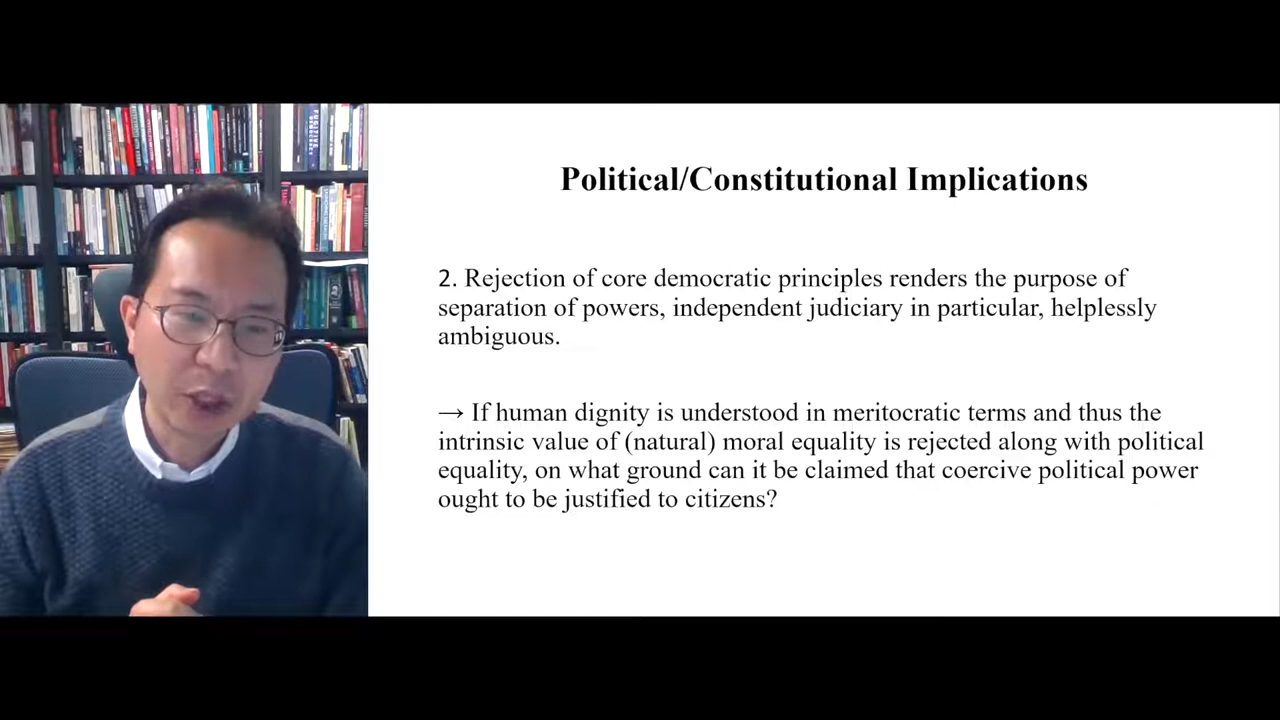 Political/Constitutional Implications
2. Rejection of core democratic principles renders the purpose of
separation of powers, independent judiciary in particular, helplessly
ambiguous.
→ If human dignity is understood in meritocratic terms and thus the
intrinsic value of (natural) moral equality is rejected along with political
equality, on what ground can it be claimed that coercive political power
ought to be justified to citizens?